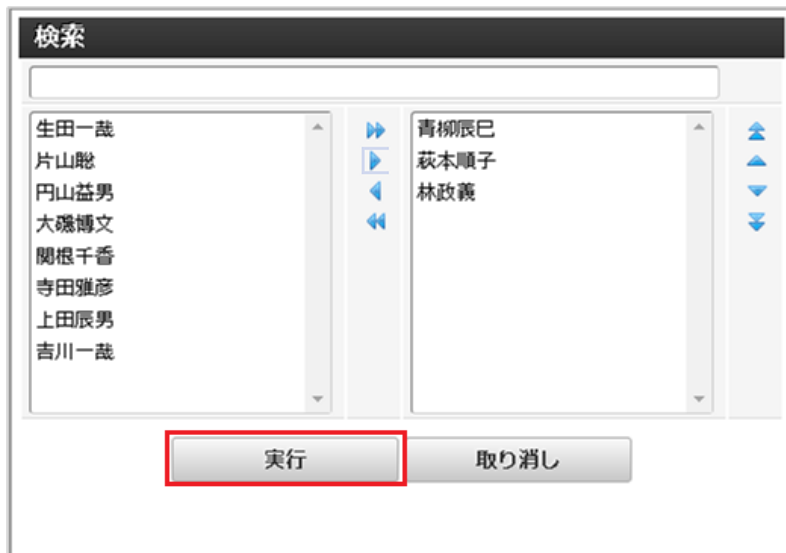 検索
生田一哉
片山聡
円山益男
大磯博文
関根千香
寺田雅彦
上田辰男
吉川一哉
青柳辰巳
萩本順子
林政義
実行
取り消し